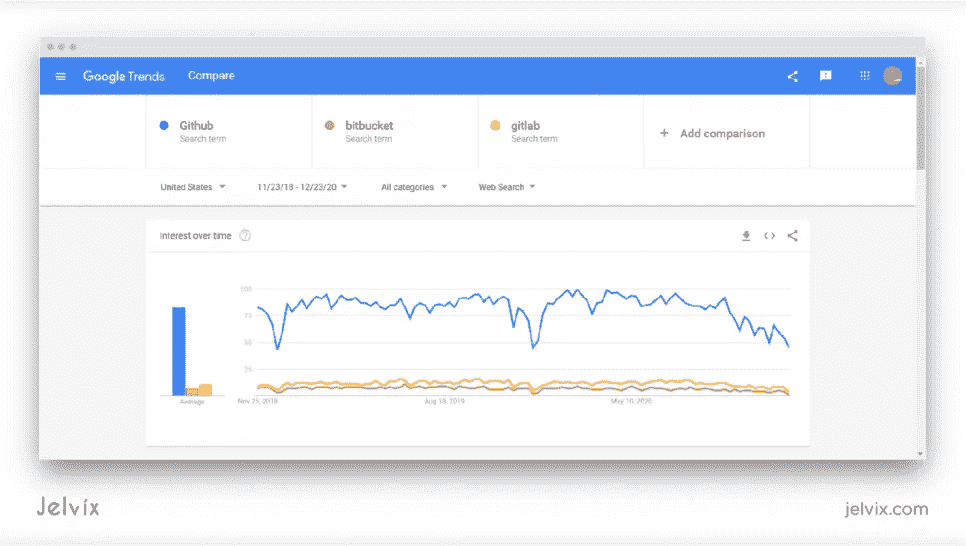 Google Trends Compare
Github bitbucket gitlab + Add comparison
Search term Search term Search term
United States 11/23/18 - 12/23/20 All categories Web Search
Interest over time
100
75
50
25
Average
Nov 25, 2018 Aug 18, 2019 May 10, 2020
Jelvix jelvix.com